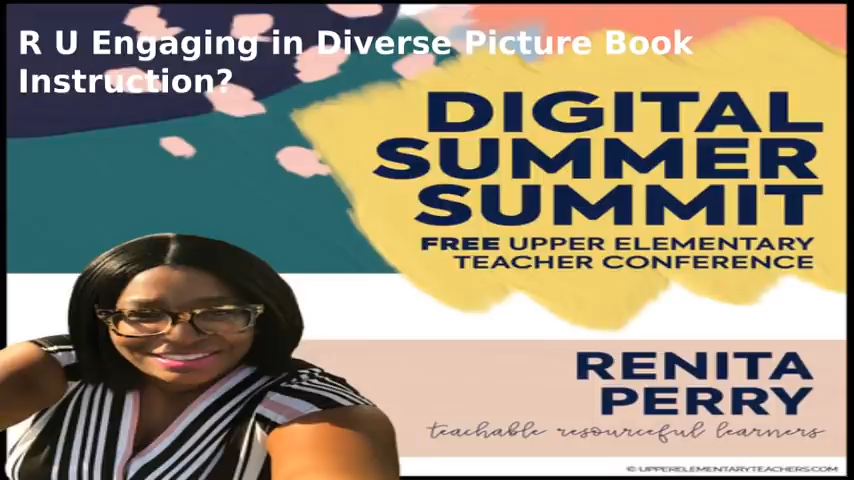 R U Engaging in Diverse Picture Book
Instruction?
DIGITAL
SUMMER
SUMMIT
FREE UPPER ELEMENTARY
TEACHER CONFERENCE
RENITA
PERRY
teachable resourceful learners
© UPPERELEMENTARYTEACHERS.COM